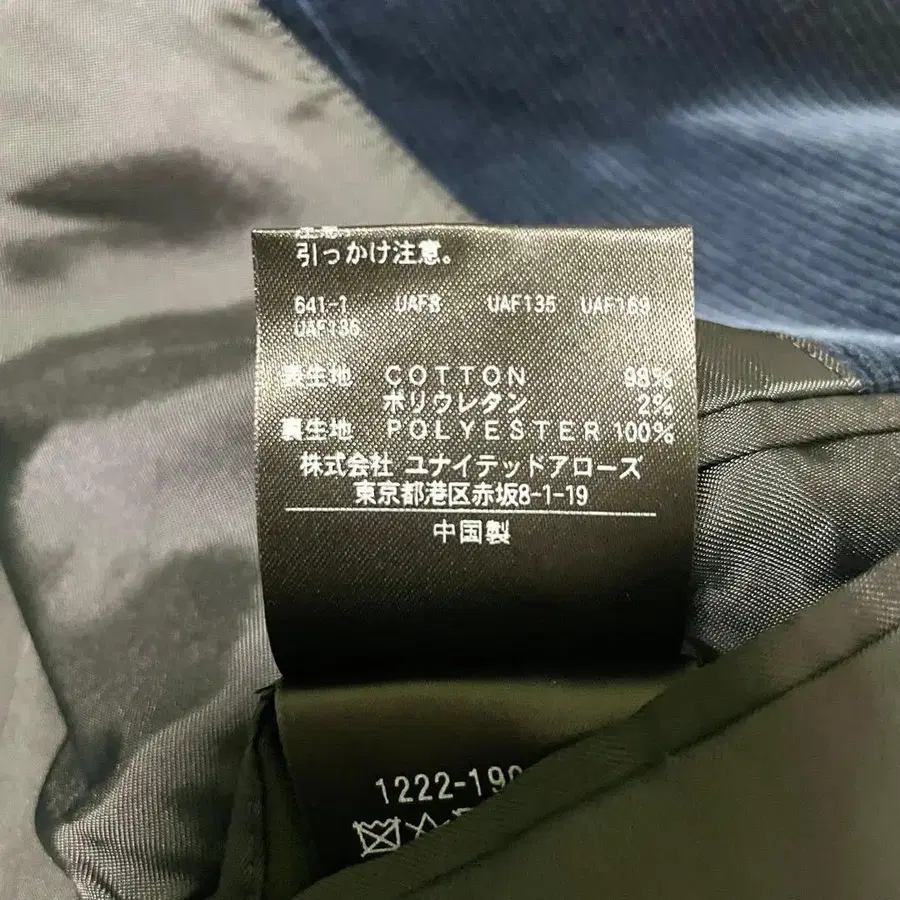 引っかけ注意。
641-1 UAF8 UAF135 UAF169
UAF136
表生地 COTTON 98%
ポリウレタン 2%
裏生地 POLYESTER 100%
株式会社 ユナイテッドアローズ
東京都港区赤坂8-1-19
中国製